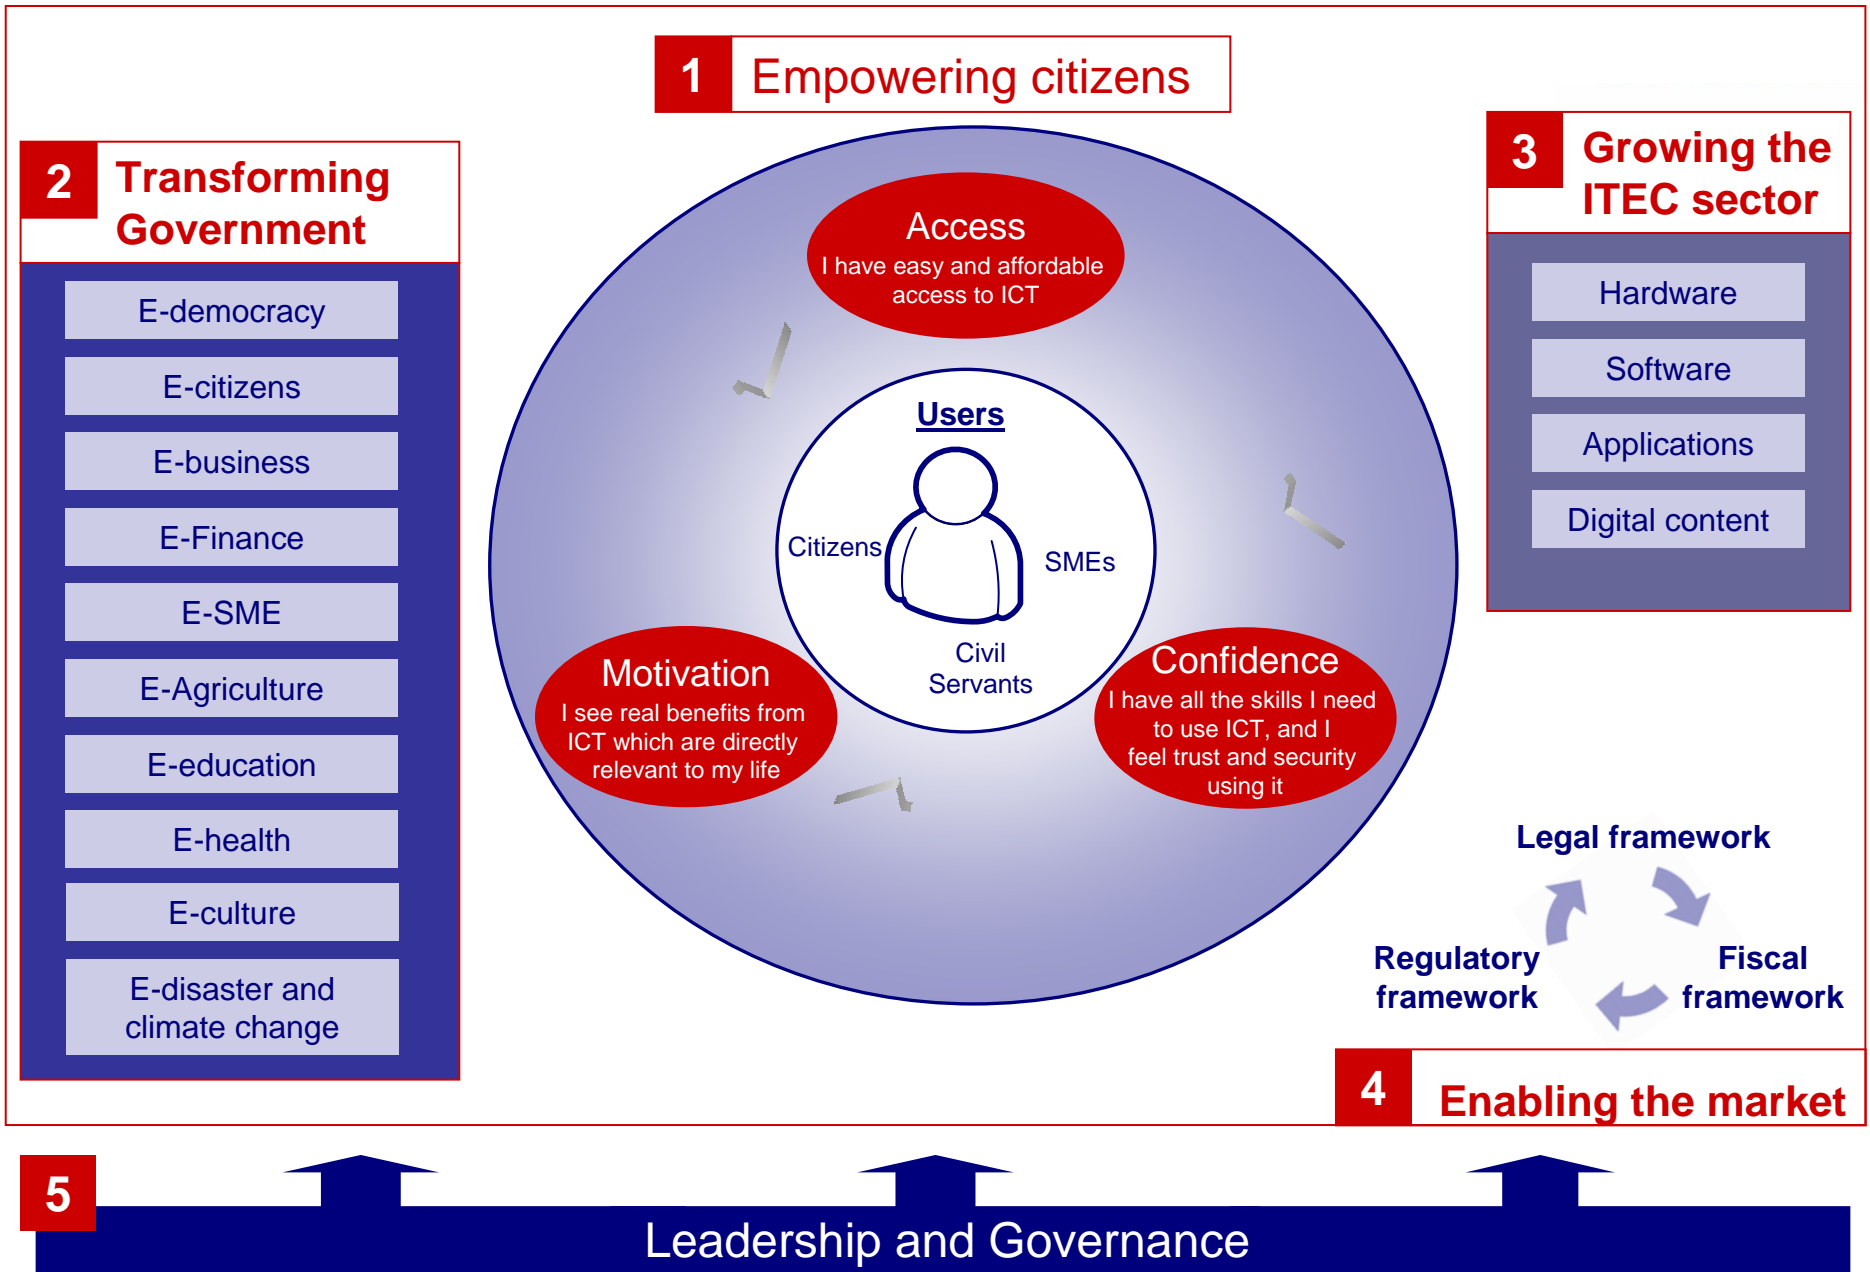 1
Empowering citizens
2
Transforming
Government
E-democracy
E-citizens
E-business
E-Finance
E-SME
E-Agriculture
E-education
E-health
E-culture
E-disaster and
climate change
Access
I have easy and affordable
access to ICT
Users
Citizens
SMEs
Civil
Servants
Motivation
I see real benefits from
ICT which are directly
relevant to my life
Confidence
I have all the skills I need
to use ICT, and I
feel trust and security
using it
3
Growing the
ITEC sector
Hardware
Software
Applications
Digital content
Legal framework
Regulatory
framework
Fiscal
framework
4
Enabling the market
5
Leadership and Governance